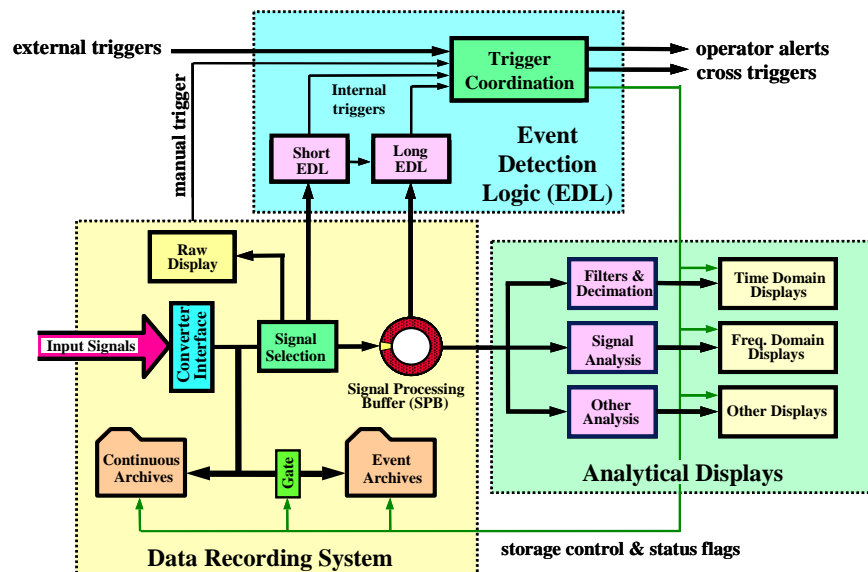 external triggers
Trigger
Coordination
operator alerts
cross triggers
manual trigger
Internal
triggers
Short
EDL
Long
EDL
Event
Detection
Logic (EDL)
Raw
Display
Input Signals
Converter
Interface
Signal
Selection
Signal Processing
Buffer (SPB)
Filters &
Decimation
Time Domain
Displays
Signal
Analysis
Freq. Domain
Displays
Other
Analysis
Other Displays
Analytical Displays
Continuous
Archives
Gate
Event
Archives
Data Recording System
storage control & status flags